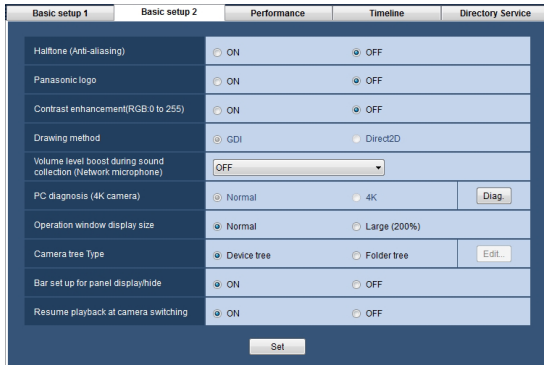 Basic setup 1 Basic setup 2 Performance Timeline Directory Service
Halftone (Anti-aliasing) ON OFF
Panasonic logo ON OFF
Contrast enhancement(RGB:0 to 255) ON OFF
Drawing method GDI Direct2D
Volume level boost during sound
collection (Network microphone) OFF
PC diagnosis (4K camera) Normal 4K Diag.
Operation window display size Normal Large (200%)
Camera tree Type Device tree Folder tree Edit...
Bar set up for panel display/hide ON OFF
Resume playback at camera switching ON OFF
Set